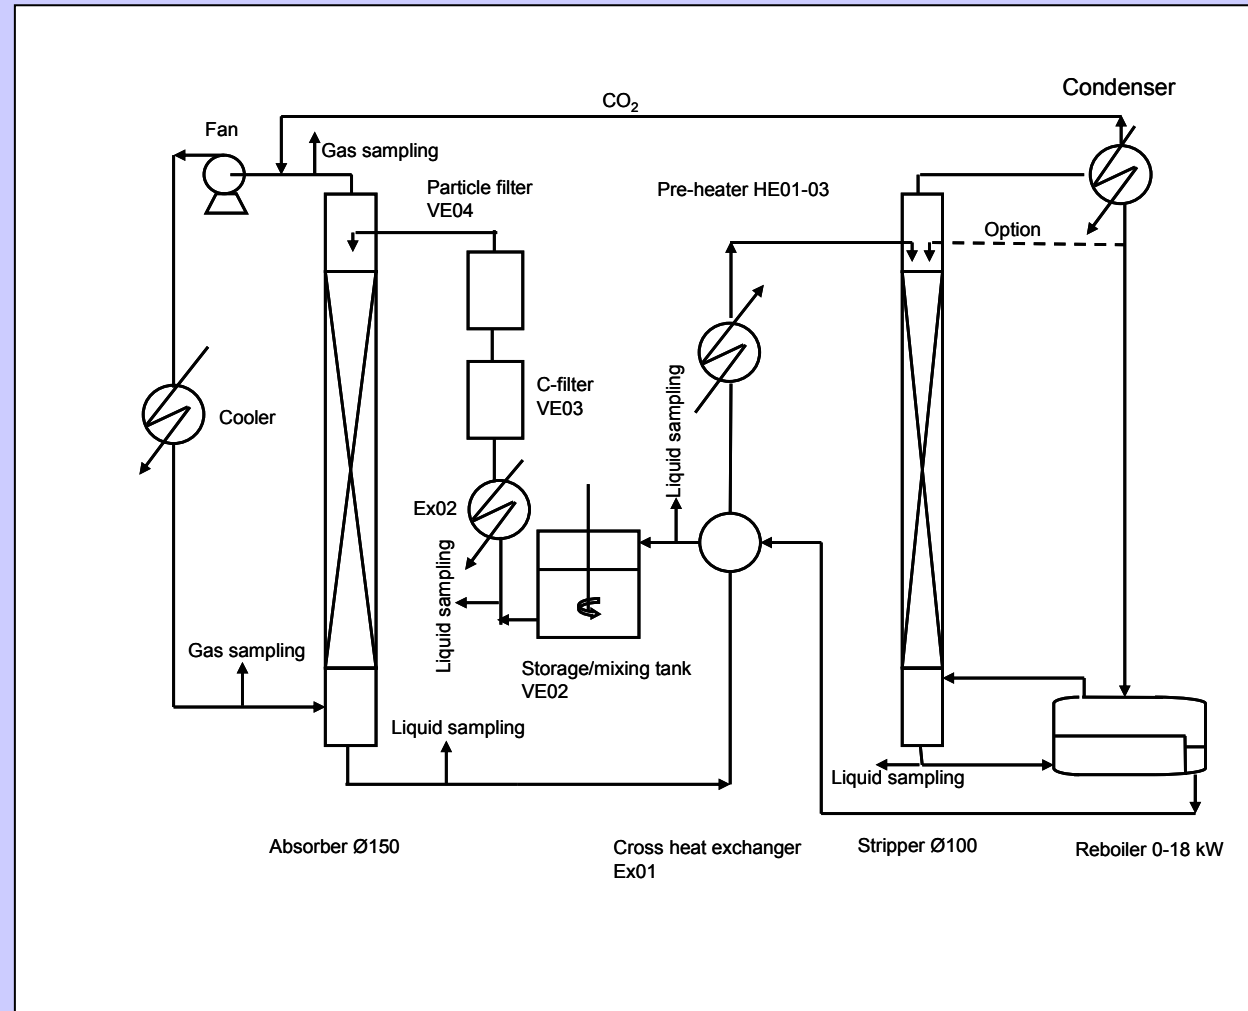 Condenser
CO₂
Fan
Gas sampling
Particle filter
VE04
Pre-heater HE01-03
Option
C-filter
VE03
Cooler
Liquid sampling
Ex02
Liquid sampling
Gas sampling
Storage/mixing tank
VE02
Liquid sampling
Liquid sampling
Absorber Ø150
Cross heat exchanger
Ex01
Stripper Ø100
Reboiler 0-18 kW